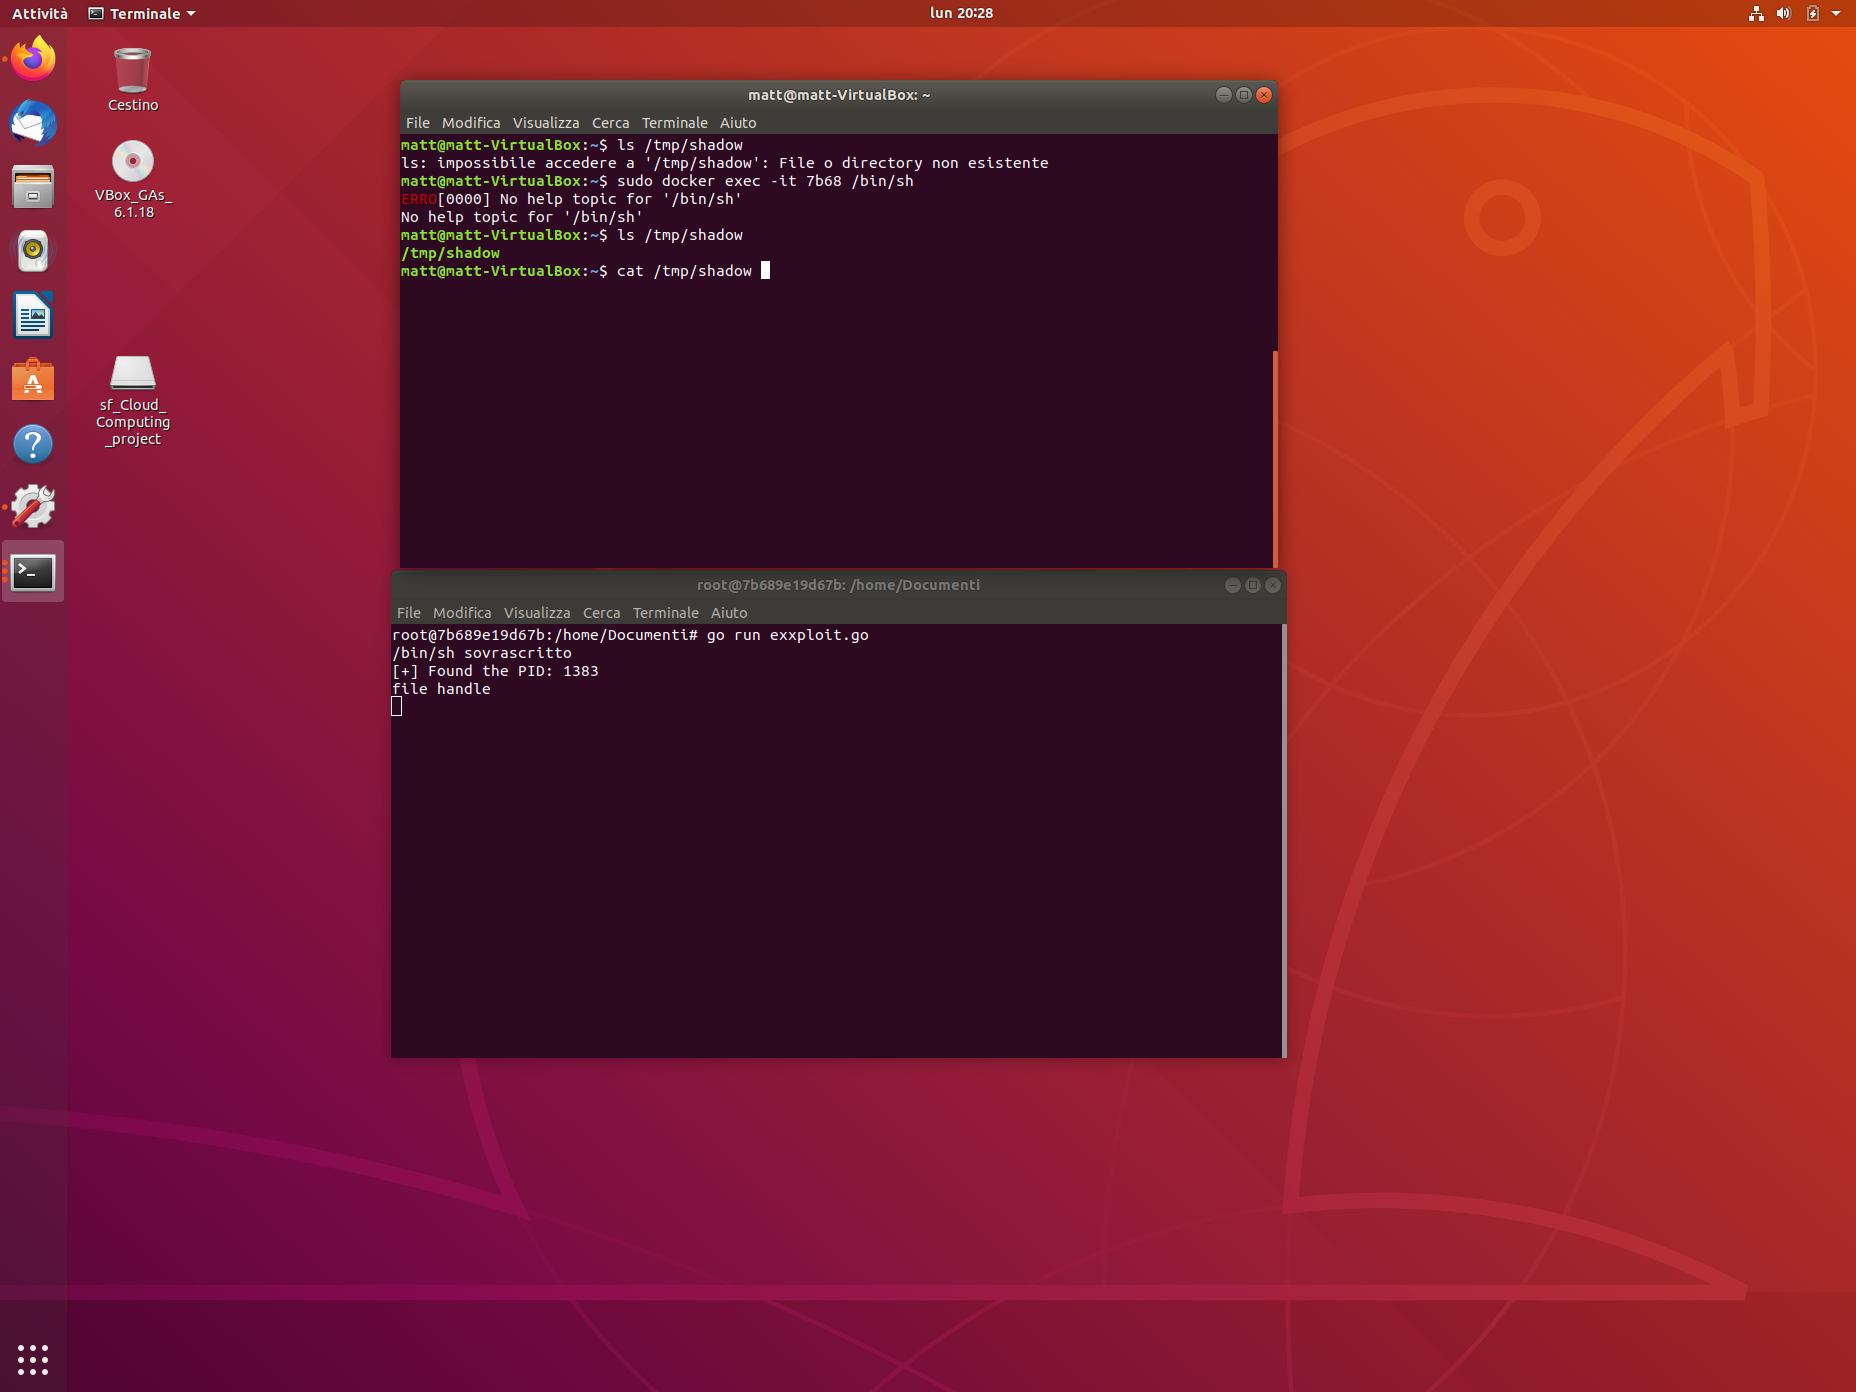 Attività Terminale lun 20:28
Cestino
VBox_GAs_
6.1.18
sf_Cloud_
Computing
_project
matt@matt-VirtualBox: ~
File Modifica Visualizza Cerca Terminale Aiuto
matt@matt-VirtualBox:~$ ls /tmp/shadow
ls: impossibile accedere a '/tmp/shadow': File o directory non esistente
matt@matt-VirtualBox:~$ sudo docker exec -it 7b68 /bin/sh
ERRO[0000] No help topic for '/bin/sh'
No help topic for '/bin/sh'
matt@matt-VirtualBox:~$ ls /tmp/shadow
/tmp/shadow
matt@matt-VirtualBox:~$ cat /tmp/shadow
root@7b689e19d67b: /home/Documenti
File Modifica Visualizza Cerca Terminale Aiuto
root@7b689e19d67b:/home/Documenti# go run exxploit.go
/bin/sh sovrascritto
[+] Found the PID: 1383
file handle